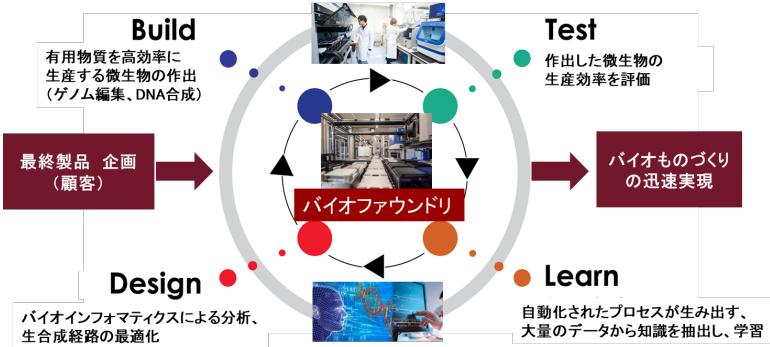 Build
有用物質を高効率に
生産する微生物の作出
（ゲノム編集、DNA合成）
Test
作出した微生物の
生産効率を評価
最終製品 企画
（顧客）
バイオファウンドリ
バイオものづくり
の迅速実現
Design
バイオインフォマティクスによる分析、
生合成経路の最適化
Learn
自動化されたプロセスが生み出す、
大量のデータから知識を抽出し、学習